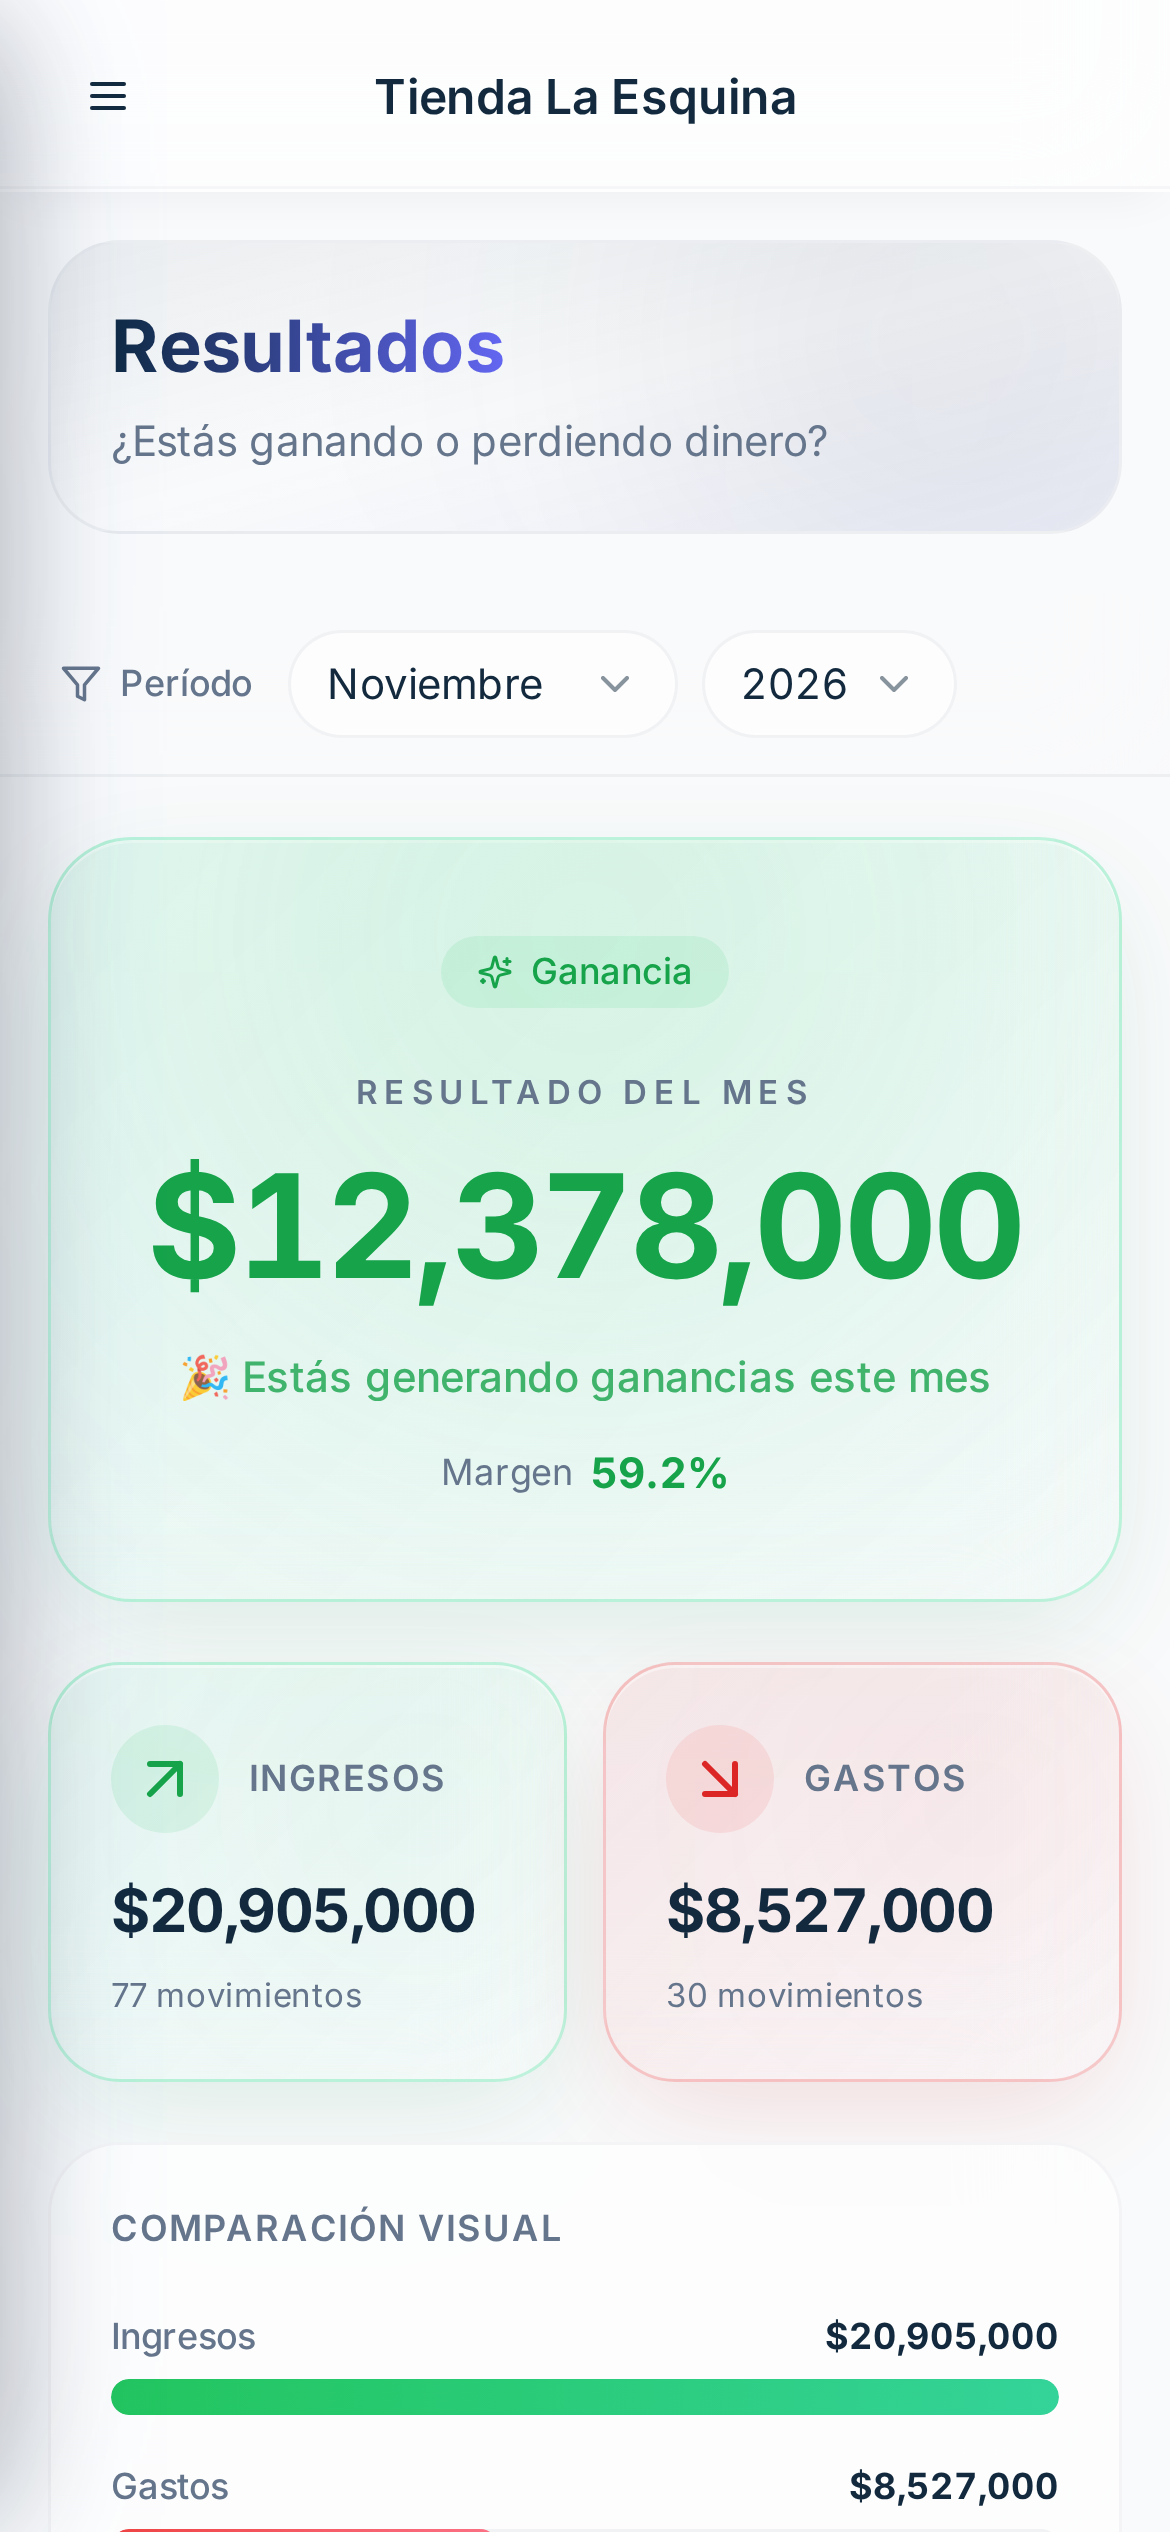 Tienda La Esquina
Resultados
¿Estás ganando o perdiendo dinero?
Período
Noviembre
2026
Ganancia
RESULTADO DEL MES
$12,378,000
🎉 Estás generando ganancias este mes
Margen 59.2%
INGRESOS
$20,905,000
77 movimientos
GASTOS
$8,527,000
30 movimientos
COMPARACIÓN VISUAL
Ingresos $20,905,000
Gastos $8,527,000